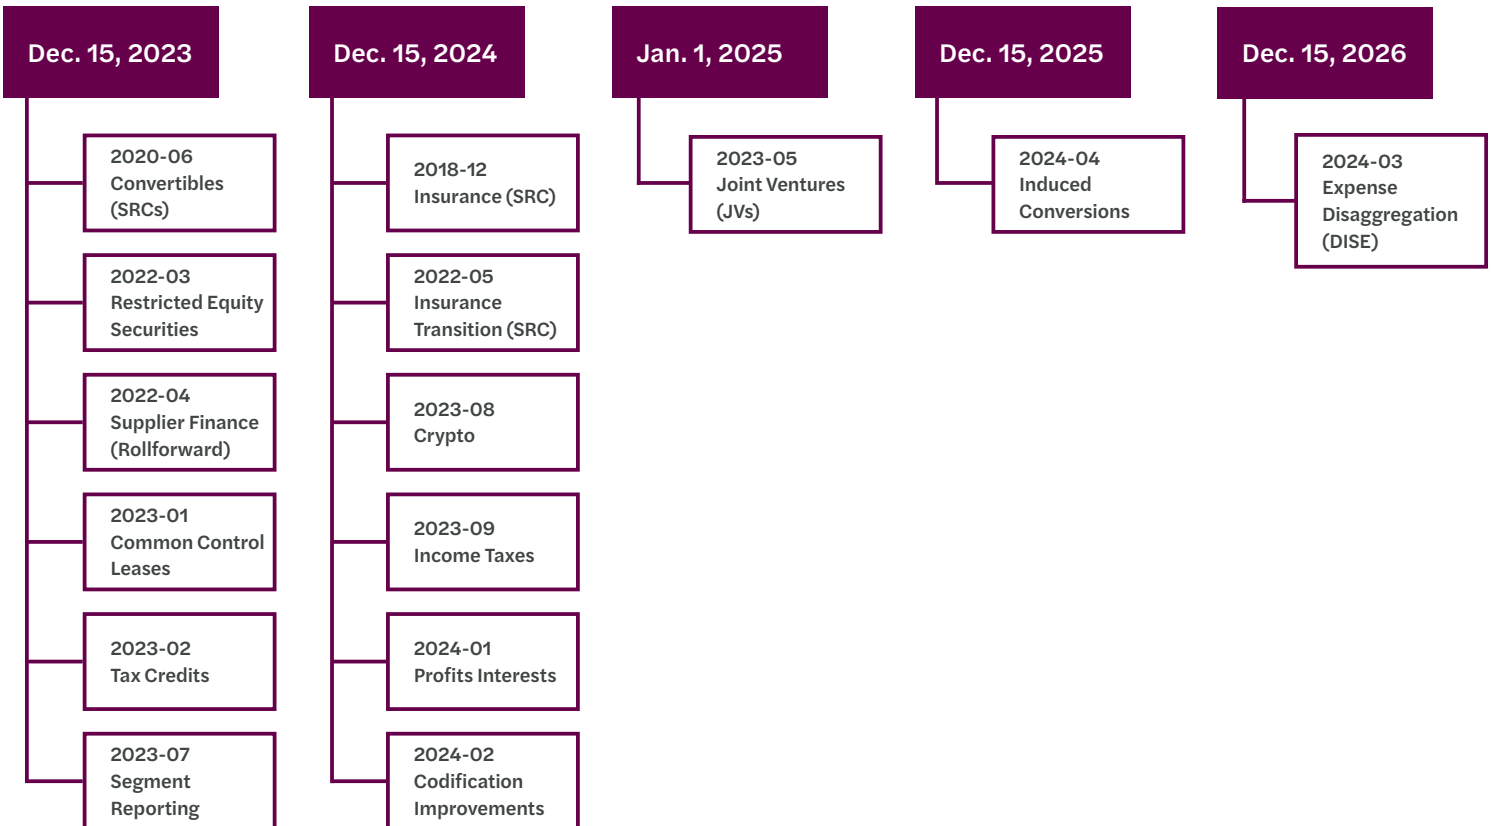 Dec. 15, 2023
2020-06
Convertibles
(SRCs)
2022-03
Restricted Equity
Securities
2022-04
Supplier Finance
(Rollforward)
2023-01
Common Control
Leases
2023-02
Tax Credits
2023-07
Segment
Reporting
Dec. 15, 2024
2018-12
Insurance (SRC)
2022-05
Insurance
Transition (SRC)
2023-08
Crypto
2023-09
Income Taxes
2024-01
Profits Interests
2024-02
Codification
Improvements
Jan. 1, 2025
2023-05
Joint Ventures
(JVs)
Dec. 15, 2025
2024-04
Induced
Conversions
Dec. 15, 2026
2024-03
Expense
Disaggregation
(DISE)